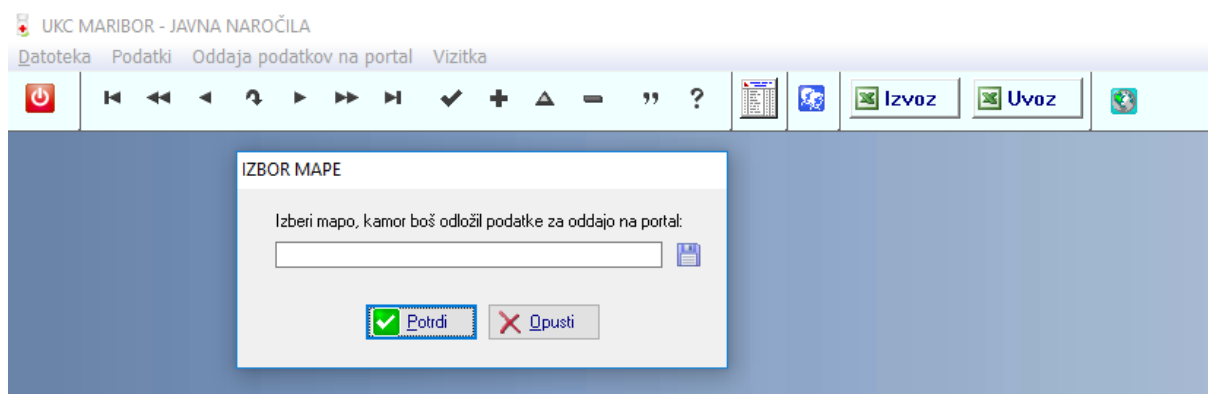 UKC MARIBOR - JAVNA NAROČILA
Datoteka Podatki Oddaja podatkov na portal Vizitka
? Izvoz Uvoz
IZBOR MAPE
Izberi mapo, kamor boš odložil podatke za oddajo na portal:
Potrdi Opusti